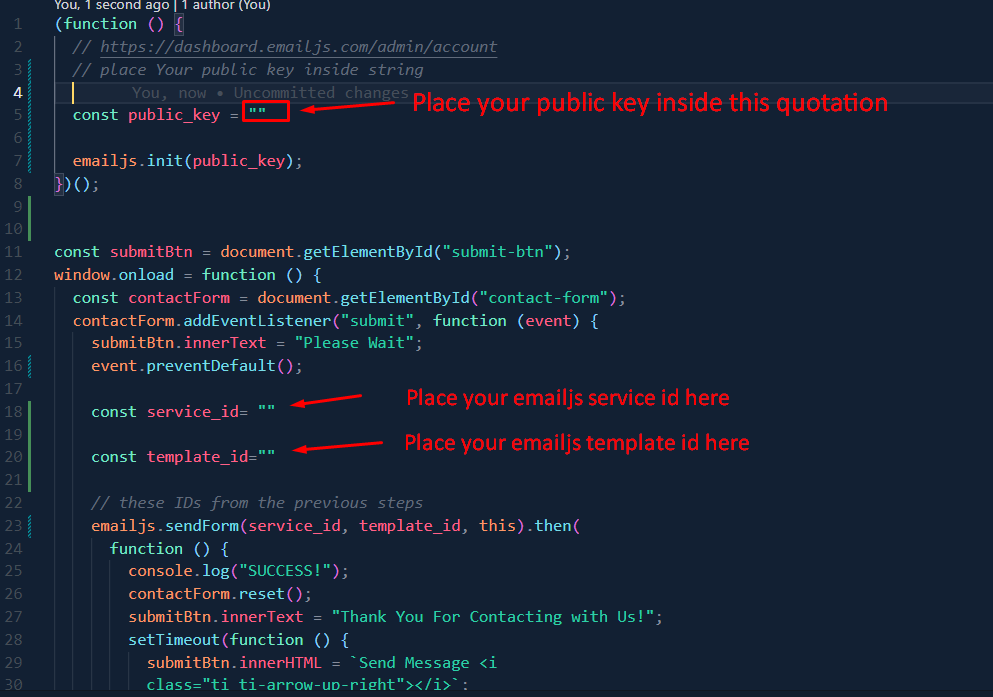 You, 1 second ago | 1 author (You)
1 (function () {
2 // https://dashboard.emailjs.com/admin/account
3 // place Your public key inside string
4 You, now • Uncommitted changes
Place your public key inside this quotation
5 const public_key = ""
6
7 emailjs.init(public_key);
8 })();
9
10
11 const submitBtn = document.getElementById("submit-btn");
12 window.onload = function () {
13 const contactForm = document.getElementById("contact-form");
14 contactForm.addEventListener("submit", function (event) {
15 submitBtn.innerText = "Please Wait";
16 event.preventDefault();
17
18 const service_id= "" Place your emailjs service id here
19
20 const template_id="" Place your emailjs template id here
21
22 // these IDs from the previous steps
23 emailjs.sendForm(service_id, template_id, this).then(
24 function () {
25 console.log("SUCCESS!");
26 contactForm.reset();
27 submitBtn.innerText = "Thank You For Contacting with Us!";
28 setTimeout(function () {
29 submitBtn.innerHTML = `Send Message <i
30 class="ti ti-arrow-up-right"></i>`;